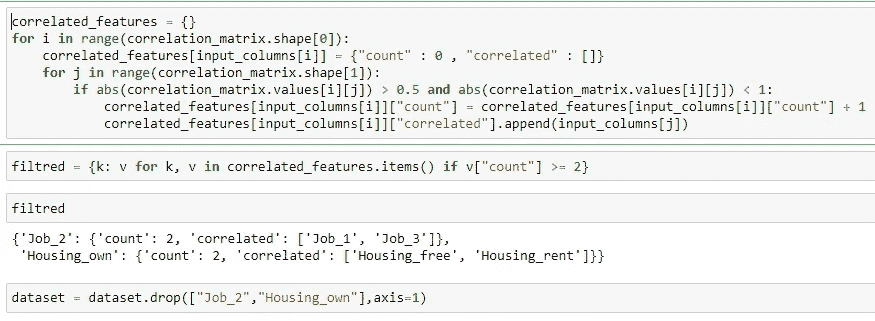 correlated_features = {}
for i in range(correlation_matrix.shape[0]):
    correlated_features[input_columns[i]] = {"count" : 0 , "correlated" : []}
    for j in range(correlation_matrix.shape[1]):
        if abs(correlation_matrix.values[i][j]) > 0.5 and abs(correlation_matrix.values[i][j]) < 1:
            correlated_features[input_columns[i]]["count"] = correlated_features[input_columns[i]]["count"] + 1
            correlated_features[input_columns[i]]["correlated"].append(input_columns[j])
filtred = {k: v for k, v in correlated_features.items() if v["count"] >= 2}
filtred
{'Job_2': {'count': 2, 'correlated': ['Job_1', 'Job_3']},
 'Housing_own': {'count': 2, 'correlated': ['Housing_free', 'Housing_rent']}}
dataset = dataset.drop(["Job_2","Housing_own"],axis=1)